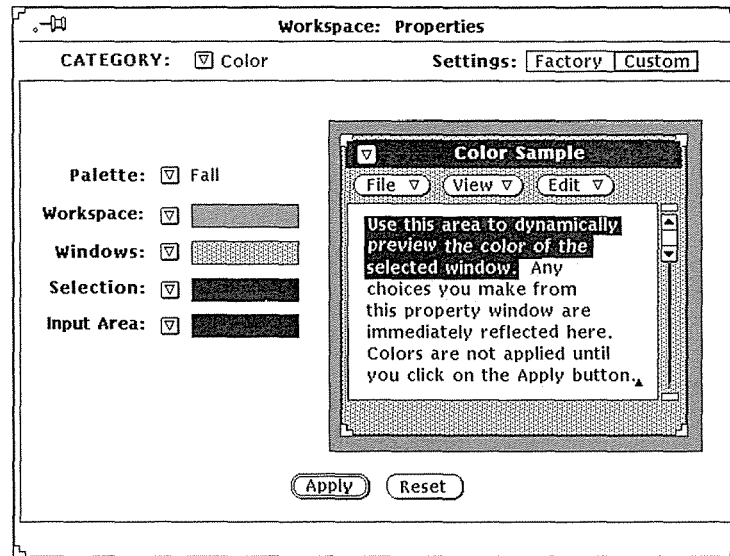 Workspace: Properties
CATEGORY: Color
Settings: Factory Custom
Palette: Fall
Workspace:
Windows:
Selection:
Input Area:
Color Sample
File View Edit
Use this area to dynamically
preview the color of the
selected window. Any
choices you make from
this property window are
immediately reflected here.
Colors are not applied until
you click on the Apply button.
Apply Reset